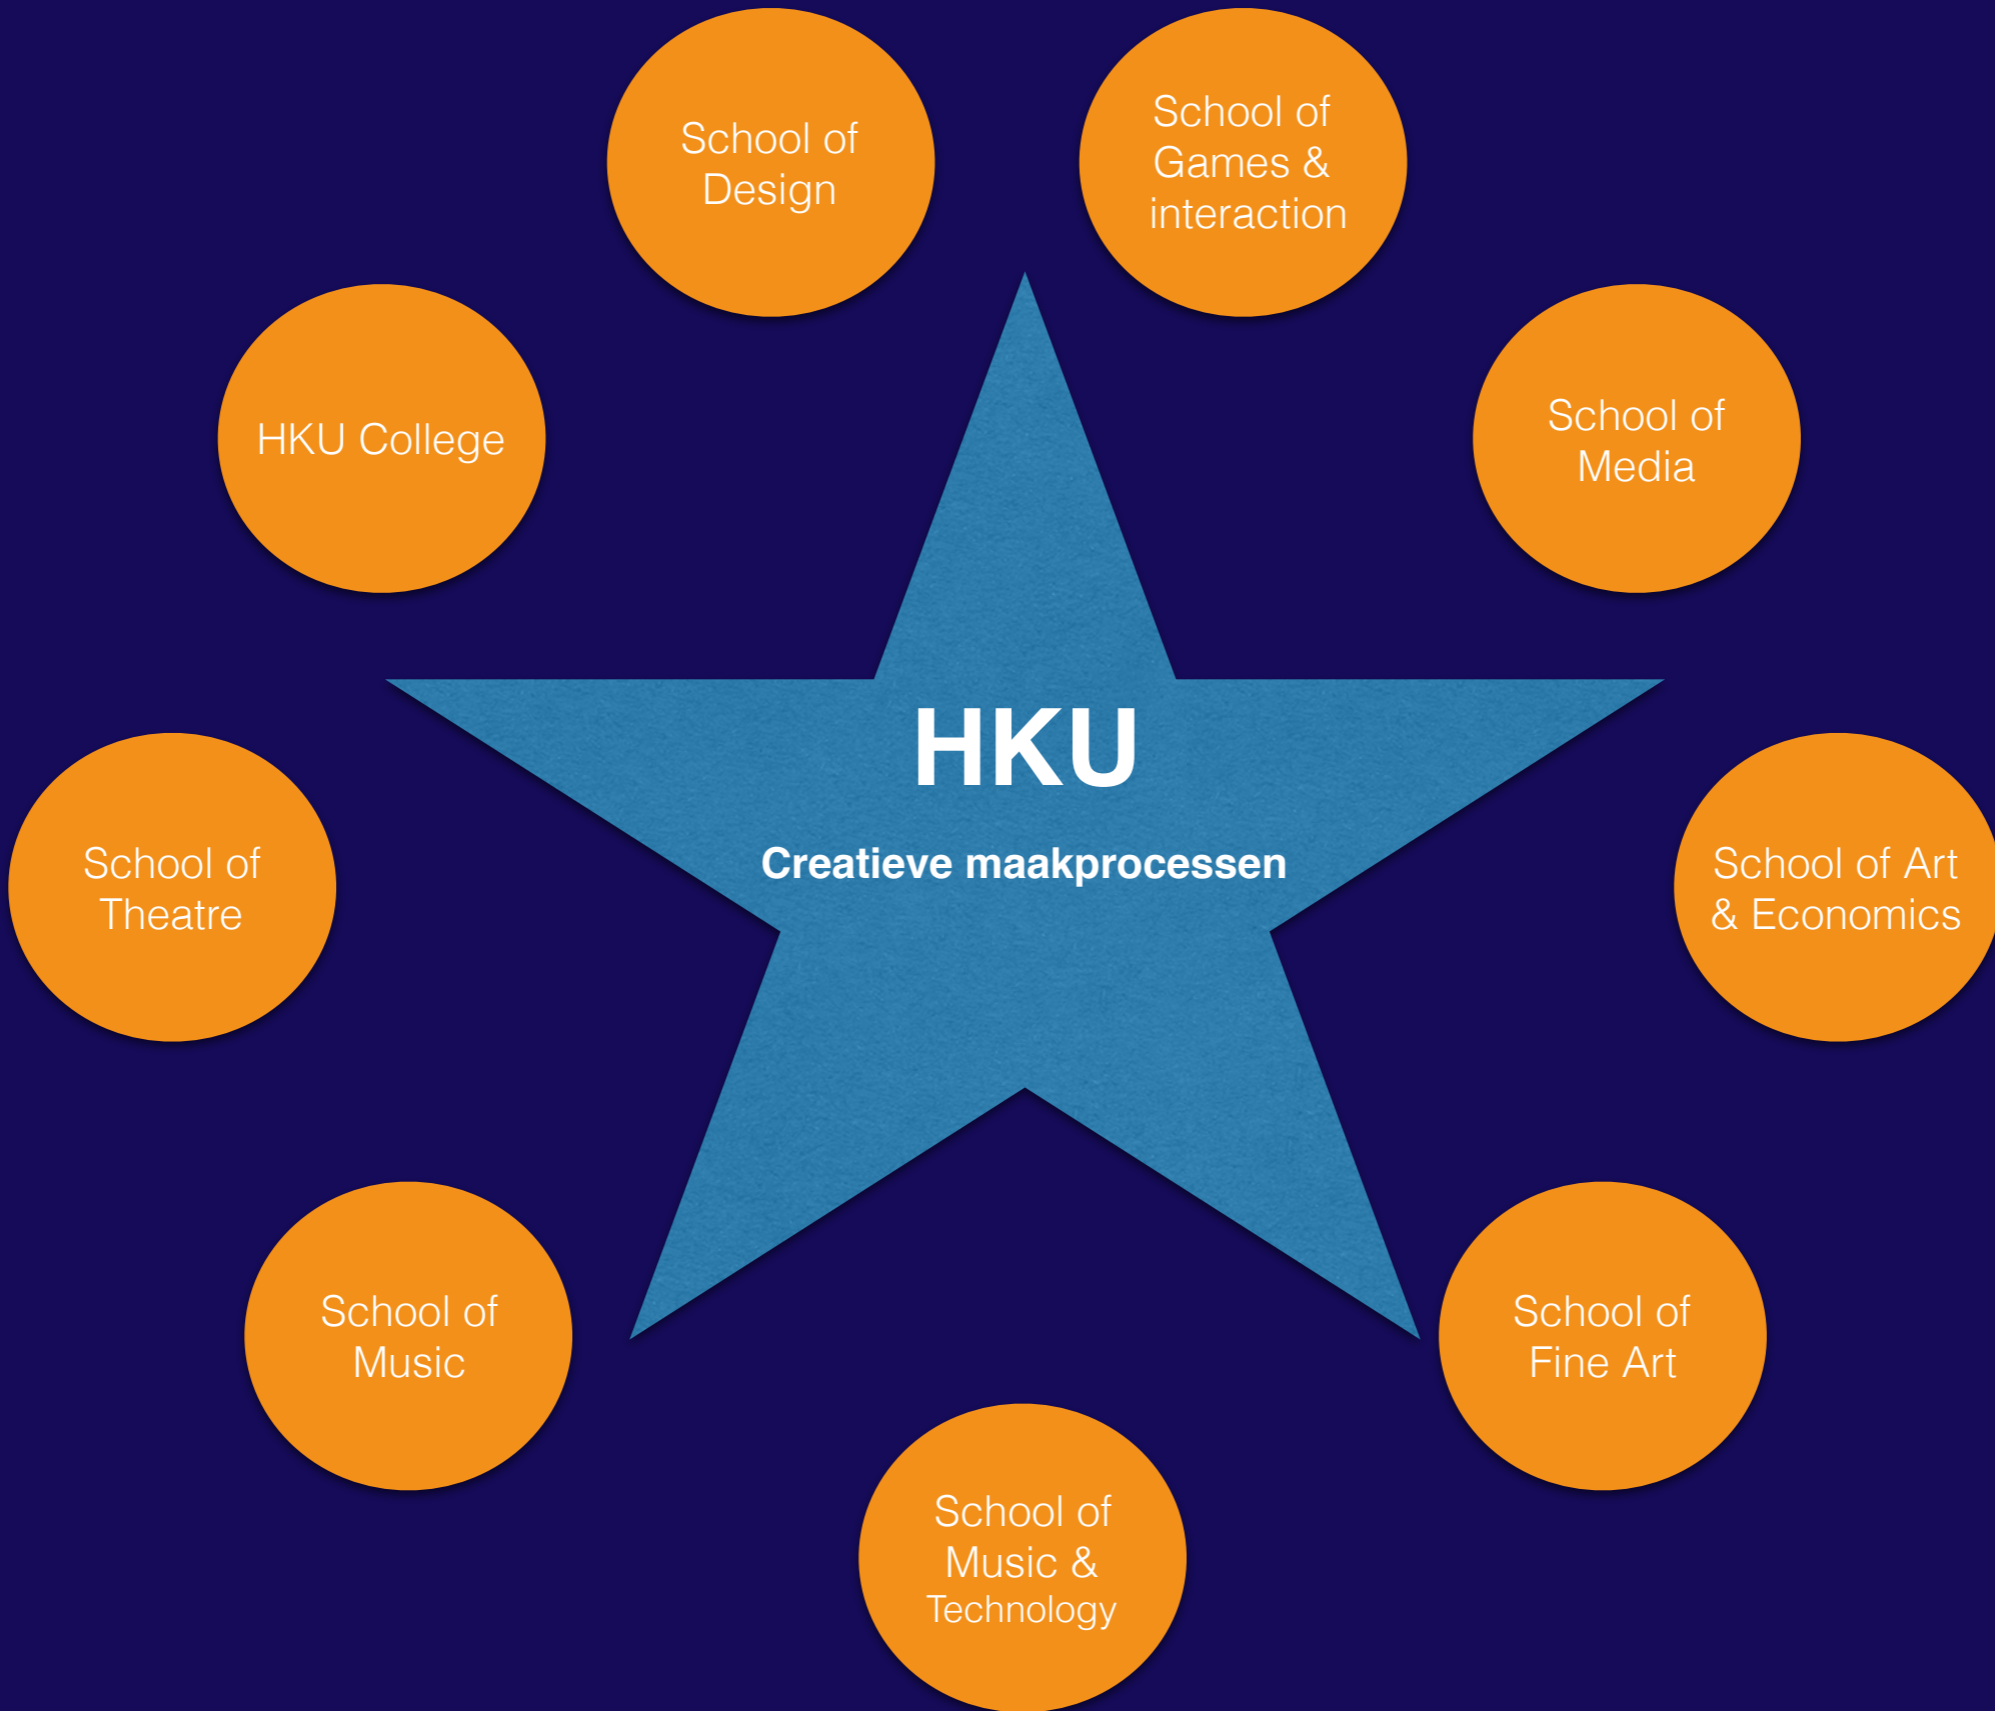 School of
Design
School of
Games &
interaction
HKU College
School of
Media
HKU
Creatieve maakprocessen
School of
Theatre
School of Art
& Economics
School of
Music
School of
Fine Art
School of
Music &
Technology